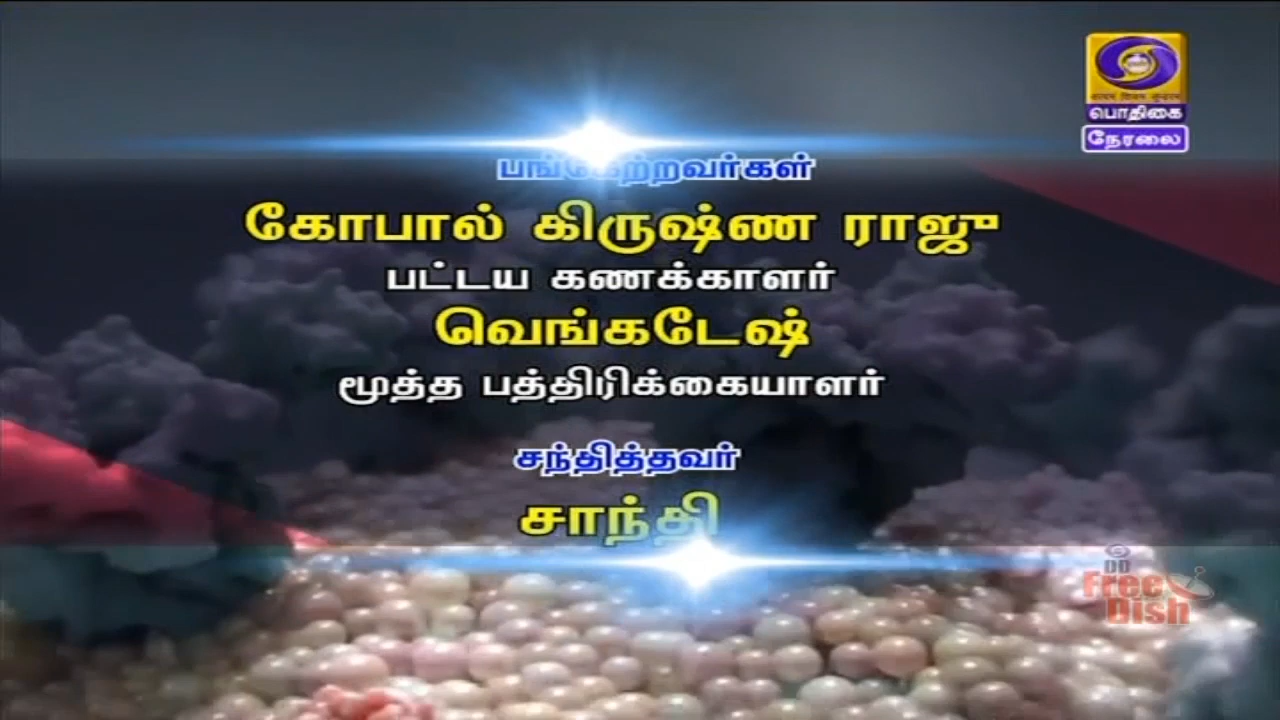 பொதிகை
நேரலை
பங்கேற்றவர்கள்
கோபால் கிருஷ்ண ராஜு
பட்டய கணக்காளர்
வெங்கடேஷ்
மூத்த பத்திரிக்கையாளர்
சந்தித்தவர்
சாந்தி
DD
Free
Dish